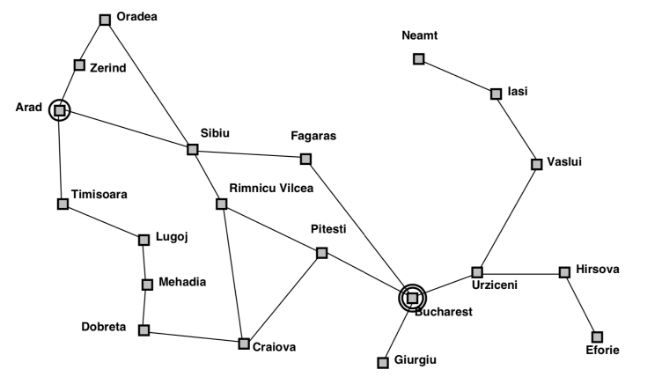 Oradea
Neamt
Zerind
Iasi
Arad
Sibiu
Fagaras
Vaslui
Timisoara
Rimnicu Vilcea
Pitesti
Lugoj
Hirsova
Mehadia
Urziceni
Bucharest
Dobreta
Craiova
Eforie
Giurgiu